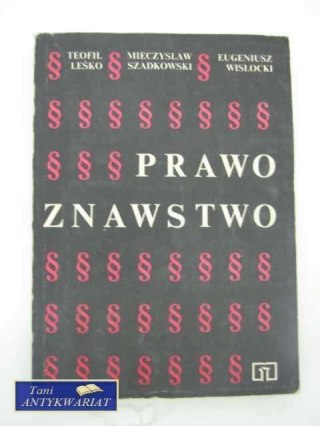 § TEOFIL LEŚKO § MIECZYSŁAW SZADKOWSKI § EUGENIUSZ WISŁOCKI
§ § § § § § § §
§ § § PRAWO
ZNAWSTWO
§ § § § § § § §
§ § § § § § § §
§ § § § § § § §
§ § § § § § §
Tani
ANTYKWARIAT